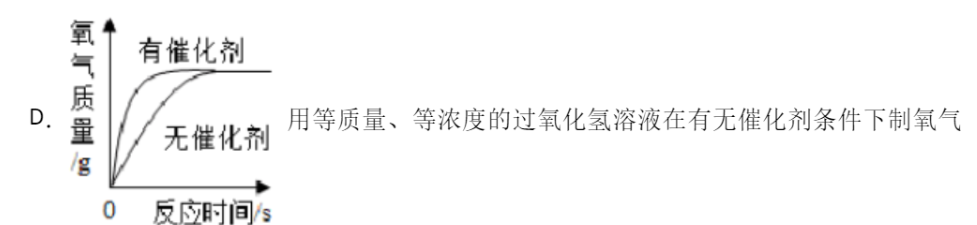 氧气质量/g
有催化剂
无催化剂
0
反应时间/s
D.
用等质量、等浓度的过氧化氢溶液在有无催化剂条件下制氧气